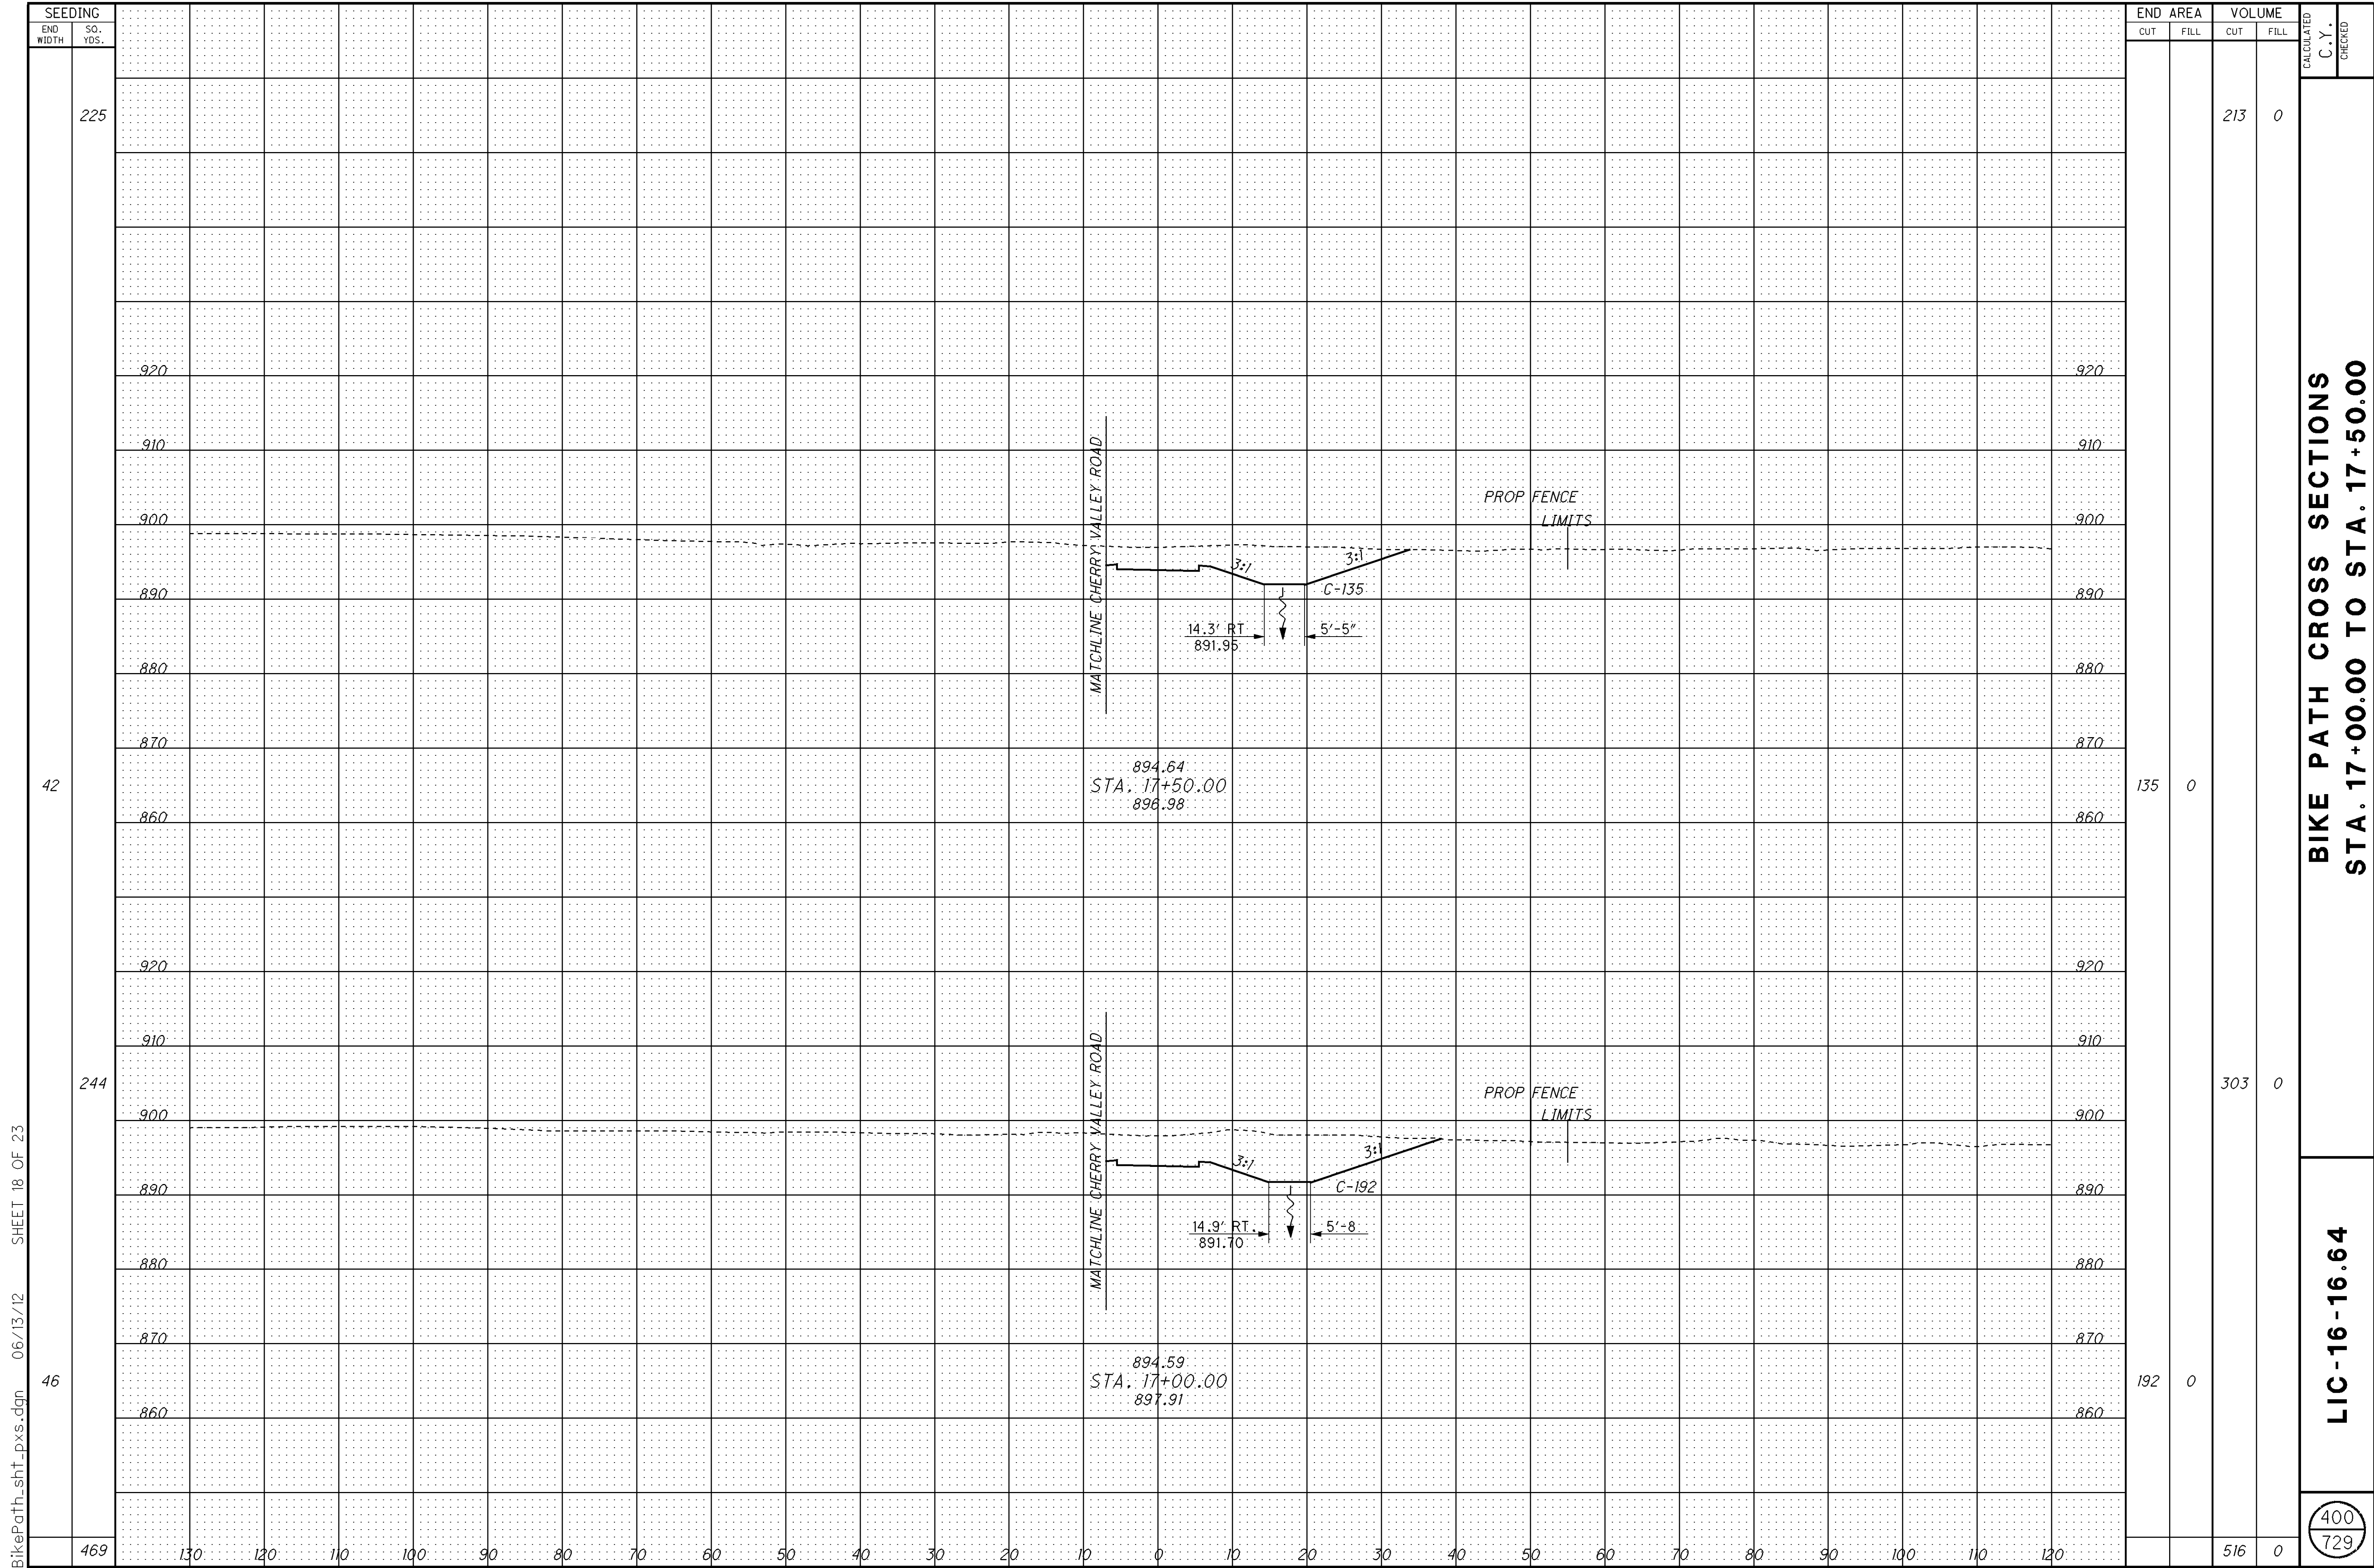 SEEDING
END WIDTH
SQ. YDS.
END AREA
VOLUME
CUT FILL CUT FILL
CALCULATED
C.Y.
CHECKED
225
213 0
920 920
910 910
MATCHLINE CHERRY VALLEY ROAD
PROP FENCE
LIMITS
900 900
3:1
3:1
C-135
890 890
14.3' RT
891.95
5'-5"
880 880
870 870
894.64
STA. 17+50.00
896.98
42
135 0
860 860
920 920
910 910
MATCHLINE CHERRY VALLEY ROAD
244
303 0
PROP FENCE
LIMITS
900 900
3:1
3:1
C-192
890 890
14.9' RT.
891.70
5'-8
880 880
870 870
894.59
STA. 17+00.00
897.91
46
192 0
860 860
469
130 120 110 100 90 80 70 60 50 40 30 20 10 0 10 20 30 40 50 60 70 80 90 100 110 120
516 0
BIKE PATH CROSS SECTIONS
STA. 17+00.00 TO STA. 17+50.00
LIC-16-16.64
400
729
BikePath_sht_pxs.dgn 06/13/12 SHEET 18 OF 23